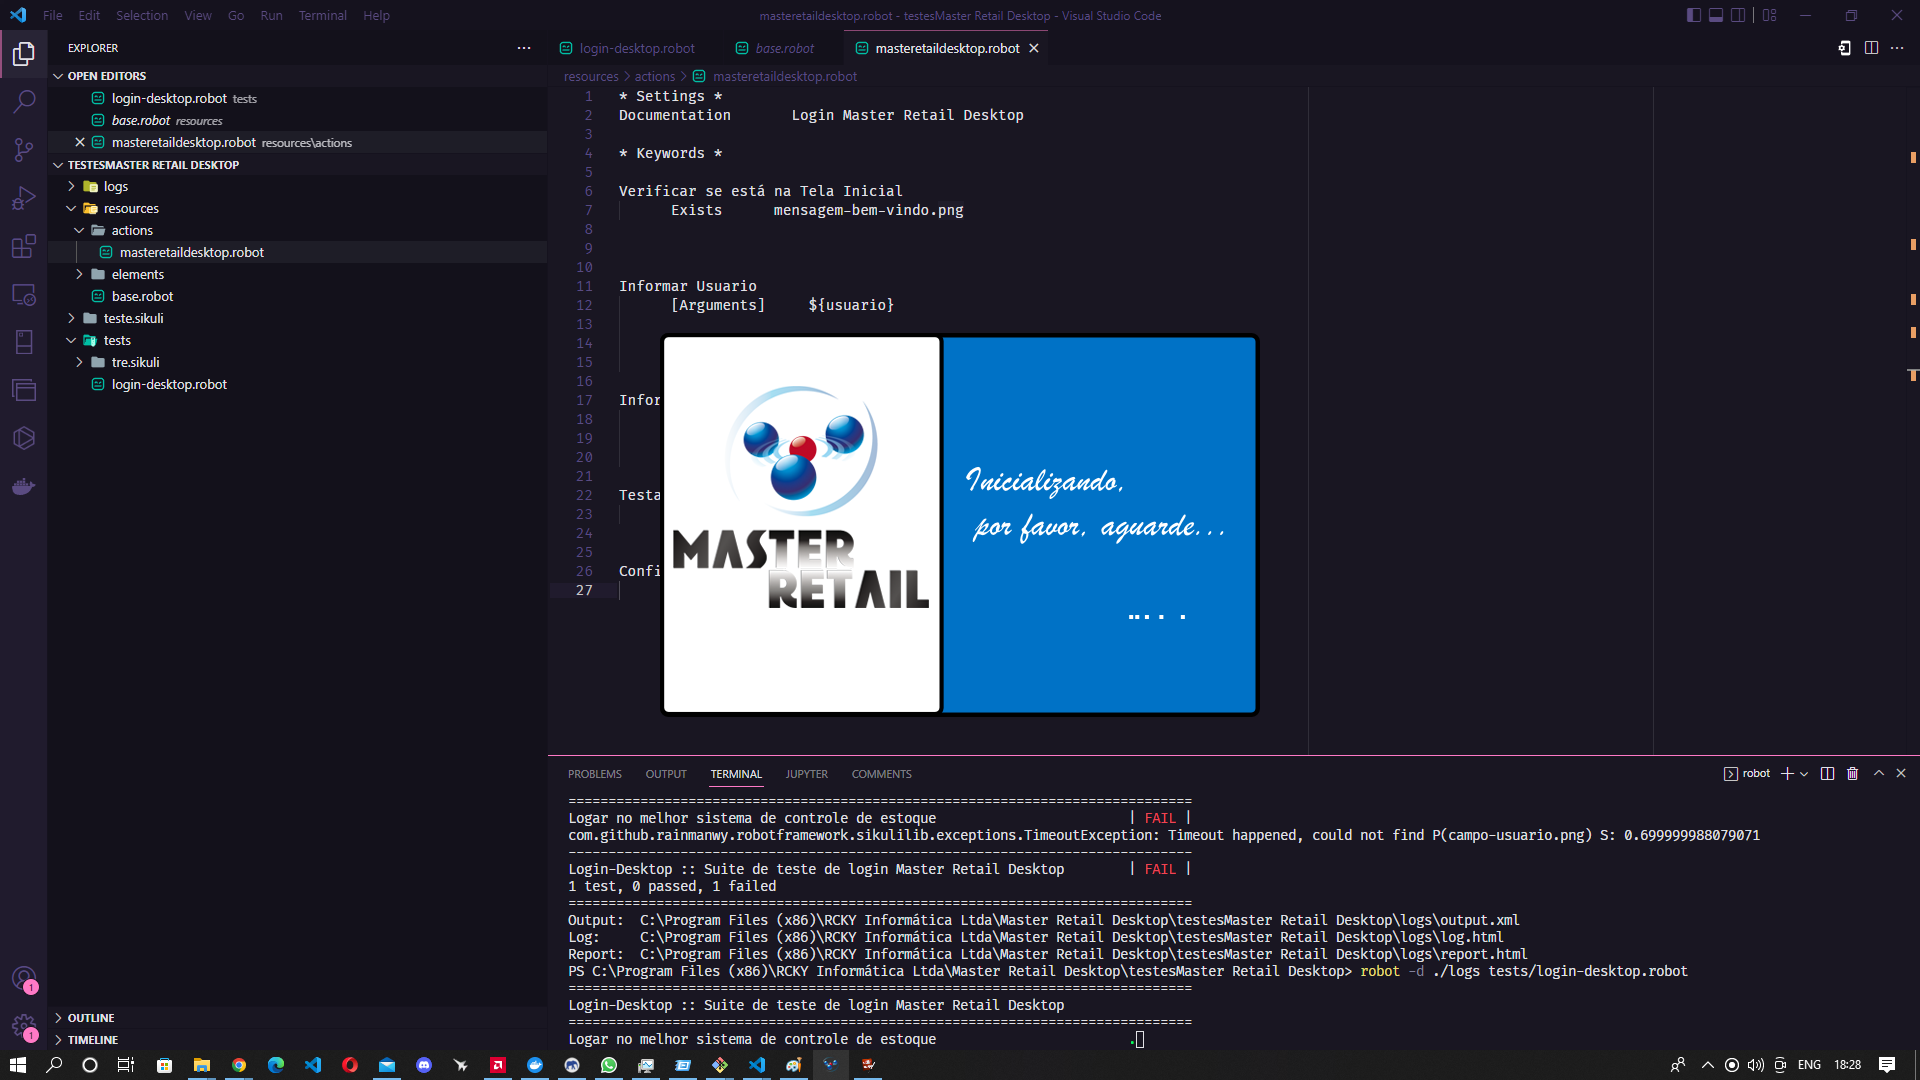 File Edit Selection View Go Run Terminal Help
masteretaildesktop.robot - testesMaster Retail Desktop - Visual Studio Code
EXPLORER
OPEN EDITORS
login-desktop.robot tests
base.robot resources
masteretaildesktop.robot resources\actions
TESTESMASTER RETAIL DESKTOP
logs
resources
actions
masteretaildesktop.robot
elements
base.robot
teste.sikuli
tests
tre.sikuli
login-desktop.robot
OUTLINE
TIMELINE
login-desktop.robot base.robot masteretaildesktop.robot
resources > actions > masteretaildesktop.robot
1 * Settings *
2 Documentation Login Master Retail Desktop
3
4 * Keywords *
5
6 Verificar se está na Tela Inicial
7 Exists mensagem-bem-vindo.png
8
9
10
11 Informar Usuario
12 [Arguments] ${usuario}
13
14
15
16
17 Infor
18
19
20
21
22 Testa
23
24
25
26 Confi
27
MASTER
RETAIL
Inicializando,
por favor, aguarde...
PROBLEMS OUTPUT TERMINAL JUPYTER COMMENTS
robot
==============================================================================
Logar no melhor sistema de controle de estoque | FAIL |
com.github.rainmanwy.robotframework.sikulilib.exceptions.TimeoutException: Timeout happened, could not find P(campo-usuario.png) S: 0.699999988079071
------------------------------------------------------------------------------
Login-Desktop :: Suite de teste de login Master Retail Desktop | FAIL |
1 test, 0 passed, 1 failed
==============================================================================
Output: C:\Program Files (x86)\RCKY Informática Ltda\Master Retail Desktop\testesMaster Retail Desktop\logs\output.xml
Log: C:\Program Files (x86)\RCKY Informática Ltda\Master Retail Desktop\testesMaster Retail Desktop\logs\log.html
Report: C:\Program Files (x86)\RCKY Informática Ltda\Master Retail Desktop\testesMaster Retail Desktop\logs\report.html
PS C:\Program Files (x86)\RCKY Informática Ltda\Master Retail Desktop\testesMaster Retail Desktop> robot -d ./logs tests/login-desktop.robot
==============================================================================
Login-Desktop :: Suite de teste de login Master Retail Desktop
==============================================================================
Logar no melhor sistema de controle de estoque .
1
1
ENG 18:28